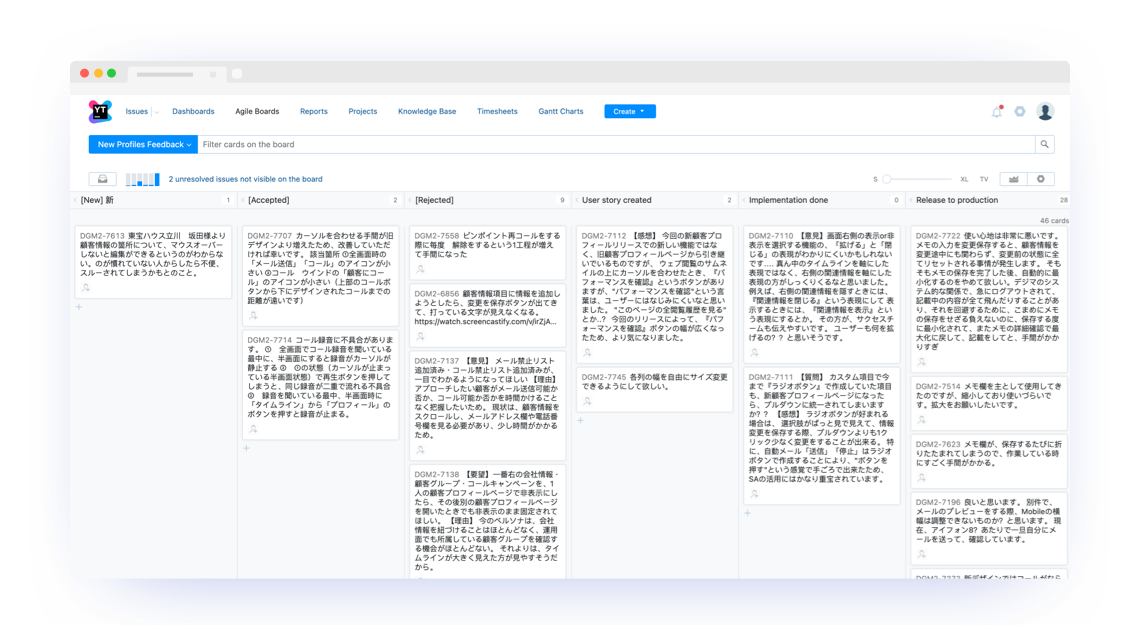 YT
Issues
Dashboards
Agile Boards
Reports
Projects
Knowledge Base
Timesheets
Gantt Charts
Create
New Profiles Feedback
Filter cards on the board
2 unresolved issues not visible on the board
S
XL
TV
[New] 新
1
[Accepted]
2
[Rejected]
9
User story created
2
Implementation done
0
Release to production
28
46 cards
DGM2-7613 東宝ハウス立川　坂田様より
顧客情報の箇所について、マウスオーバー
しないと編集ができるというのがわからな
い。のが慣れていない人からしたら不便、
スルーされてしまうかもとのこと。
DGM2-7707 カーソルを合わせる手間が旧
デザインより増えたため、改善していただ
ければ幸いです。 該当箇所 ①全画面時の
「メール送信」「コール」のアイコンが小
さい ②コール　ウインドの「顧客にコー
ル」のアイコンが小さい（上部のコールボ
タンから下にデザインされたコールまでの
距離が遠いです）
DGM2-7714 コール録音に不具合がありま
す。 ①　全画面でコール録音を聞いている
最中に、半画面にすると録音がカーソルが
静止する ②　①の状態（カーソルが止まっ
ている半画面状態）で再生ボタンを押して
しまうと、同じ録音が二重で流れる不具合
③　録音を聞いている最中、半画面時に
「タイムライン」から「プロフィール」の
ボタンを押すと録音が止まる。
DGM2-7558 ピンポイント再コールをする
際に毎度　解除をするという1工程が増え
て手間になった
DGM2-6856 顧客情報項目に情報を追加し
ようとしたら、変更を保存ボタンが出てき
て、打っている文字が見えなくなる。
https://watch.screencastify.com/v/irZjA...
DGM2-7137 【意見】 メール禁止リスト
追加済み・コール禁止リスト追加済みが、
一目でわかるようになってほしい 【理由】
アプローチしたい顧客がメール送信可能か
否か、コール可能か否かを時間かけること
なく把握したいため。 現状は、顧客情報を
スクロールし、メールアドレス欄や電話番
号欄を見る必要があり、少し時間がかかる
ため。
DGM2-7138 【要望】一番右の会社情報・
顧客グループ・コールキャンペーンを、1
人の顧客プロフィールページで非表示にし
たら、その後別の顧客プロフィールページ
を開いたときでも非表示のまま固定されて
ほしい。 【理由】 今のペルソナは、会社
情報を紐づけることはほとんどなく、運用
面でも所属している顧客グループを確認す
る機会がほとんどない。 それよりは、タイ
ムラインが大きく見えた方が見やすそうだ
から。
DGM2-7112 【感想】 今回の新顧客プロ
フィールリリースでの新しい機能ではな
く、旧顧客プロフィールページから引き継
いでいるものですが、ウェブ閲覧のサムネ
イルの上にカーソルを合わせたとき、『パ
フォーマンスを確認』というボタンがあり
ますが、"パフォーマンスを確認"という言
葉は、ユーザーにはなじみにくいなと思い
ました。 "このページの全閲覧履歴を見る"
とか..？ 今回のリリースによって、『パフ
ォーマンスを確認』ボタンの幅が広くなっ
たため、より気になりました。
DGM2-7745 各列の幅を自由にサイズ変更
できるようにして欲しい。
DGM2-7110 【意見】画面右側の表示or非
表示を選択する機能の、「拡げる」と「閉
じる」の表現がわかりにくいかもしれない
です.... 真ん中のタイムラインを軸にした
表現ではなく、右側の関連情報を軸にした
表現の方がしっくりくるなと思いました。
例えば、右側の関連情報を隠すときには、
『関連情報を閉じる』という表現にして 表
示するときには、『関連情報を表示』とい
う表現にするとか。 その方が、サクセスチ
ームも伝えやすいです。 ユーザーも何を拡
げるの？？と思いそうです。
DGM2-7111 【質問】 カスタム項目で今
まで『ラジオボタン』で作成していた項目
も、新顧客プロフィールページになった
ら、プルダウンに統一されてしまいます
か？？ 【感想】 ラジオボタンが好まれる
場合は、 選択肢がぱっと見で見えて、情報
変更を保存する際、プルダウンよりも1ク
リック少なく変更をすることが出来る。 特
に、自動メール「送信」「停止」はラジオ
ボタンで作成することにより、"ボタンを
押す"という感覚で手ごろで出来たため、
SAの活用にはかなり重宝されています。
DGM2-7722 使い心地は非常に悪いです。
メモの入力を変更保存すると、顧客情報を
変更途中にも関わらず、変更前の状態に全
てリセットされる事情が発生します。 そも
そもメモの保存を完了した後、自動的に最
小化するのをやめて欲しい。デジマのシス
テム的な関係で、急にログアウトされて、
記載中の内容が全て飛んだりすることがあ
り、それを回避するために、こまめにメモ
の保存をせざる負えないのに、保存する度
に最小化されて、またメモの詳細確認で最
大化に戻して、記載をしてと、手間がかか
りすぎ
DGM2-7514 メモ欄を主として使用してき
たのですが、縮小しており使いづらいで
す。拡大をお願いしたいです。
DGM2-7623 メモ欄が、保存するたびに折
りたたまれてしまうので、作業している時
にすごく手間がかかる。
DGM2-7196 良いと思います。 別件で、
メールのプレビューをする際、Mobileの横
幅は調整できないものか？と思います。 現
在、アイフォン8？あたりで一旦自分にメ
ールを送って、確認しています。